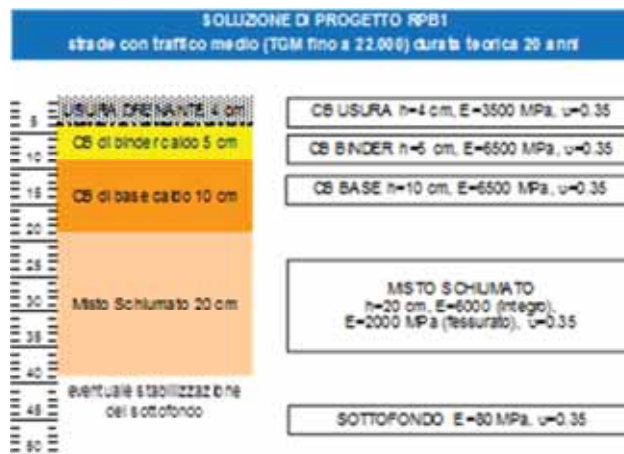 SOLUZIONE DI PROGETTO RPB1
strade con traffico medio (TGM fino a 22.000) durata teorica 20 anni
USURA DRENANTE 4 cm
CB di binder caldo 5 cm
CB di base caldo 10 cm
Misto Schiumato 20 cm
eventuale stabilizzazione
del sottofondo
5
10
15
20
25
30
35
40
45
50
CB USURA h=4 cm, E=3500 MPa, υ=0.35
CB BINDER h=5 cm, E=6500 MPa, υ=0.35
CB BASE h=10 cm, E=6500 MPa, υ=0.35
MISTO SCHIUMATO
h=20 cm, E=6000 (integro),
E=2000 MPa (fessurato), υ=0.35
SOTTOFONDO E=80 MPa, υ=0.35